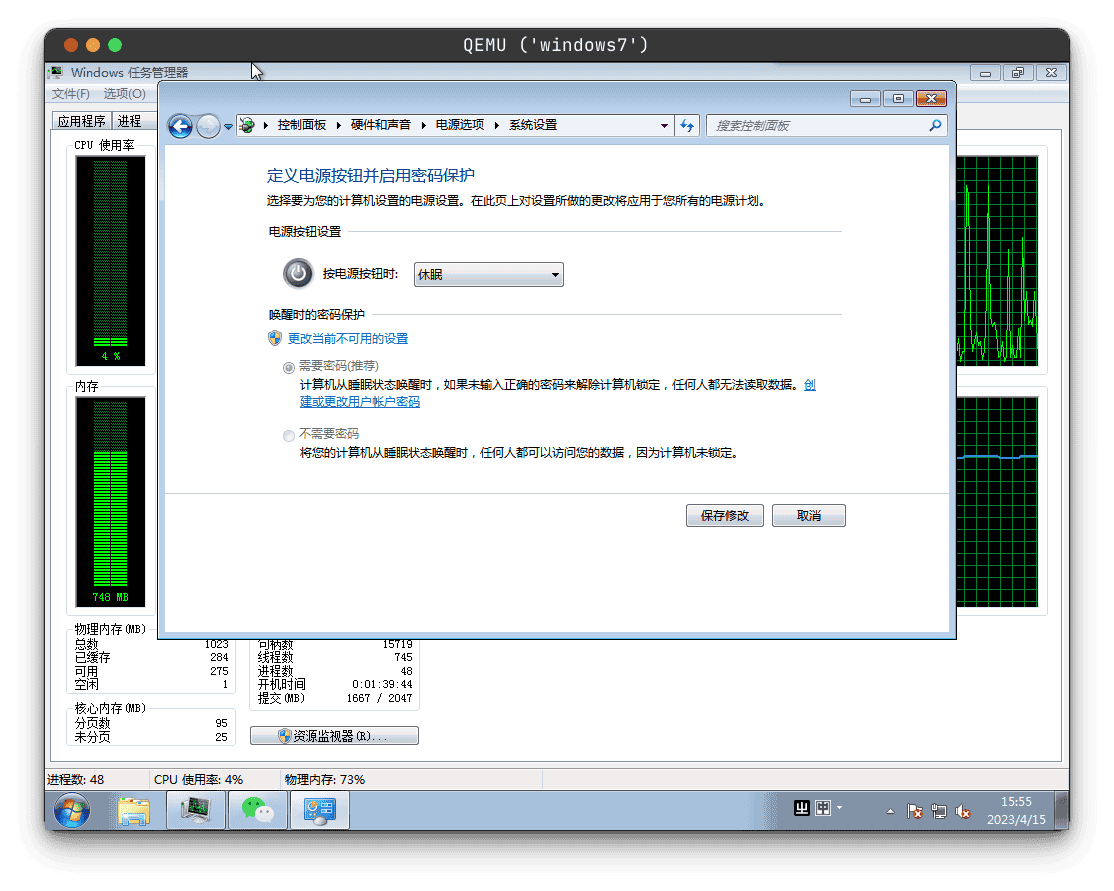 QEMU ('windows7')
Windows 任务管理器
文件(F) 选项(O)
控制面板 硬件和声音 电源选项 系统设置
搜索控制面板
应用程序 进程
CPU 使用率
4 %
内存
748 MB
定义电源按钮并启用密码保护
选择要为您的计算机设置的电源设置。在此页上对设置所做的更改将应用于您所有的电源计划。
电源按钮设置
按电源按钮时: 休眠
唤醒时的密码保护
更改当前不可用的设置
需要密码(推荐)
计算机从睡眠状态唤醒时，如果未输入正确的密码来解除计算机锁定，任何人都无法读取数据。创
建或更改用户帐户密码
不需要密码
将您的计算机从睡眠状态唤醒时，任何人都可以访问您的数据，因为计算机未锁定。
保存修改 取消
物理内存(MB)
总数 1023
已缓存 284
可用 275
空闲 1
句柄数 15719
线程数 745
进程数 48
开机时间 0:01:39:44
提交(MB) 1667 / 2047
核心内存(MB)
分页数 95
未分页 25
资源监视器(R)...
进程数: 48 CPU 使用率: 4% 物理内存: 73%
15:55
2023/4/15